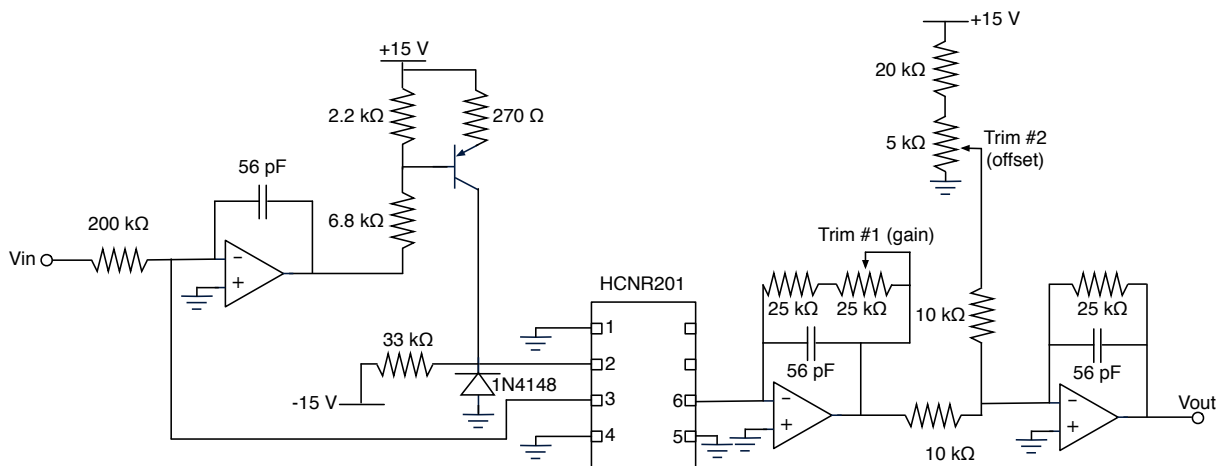 +15 V
2.2 kΩ
270 Ω
56 pF
200 kΩ
6.8 kΩ
Vin
−
+
33 kΩ
-15 V
1N4148
HCNR201
1
2
3
4
6
5
+15 V
20 kΩ
5 kΩ
Trim #2
(offset)
Trim #1 (gain)
25 kΩ
25 kΩ
56 pF
−
+
10 kΩ
10 kΩ
25 kΩ
56 pF
−
+
Vout